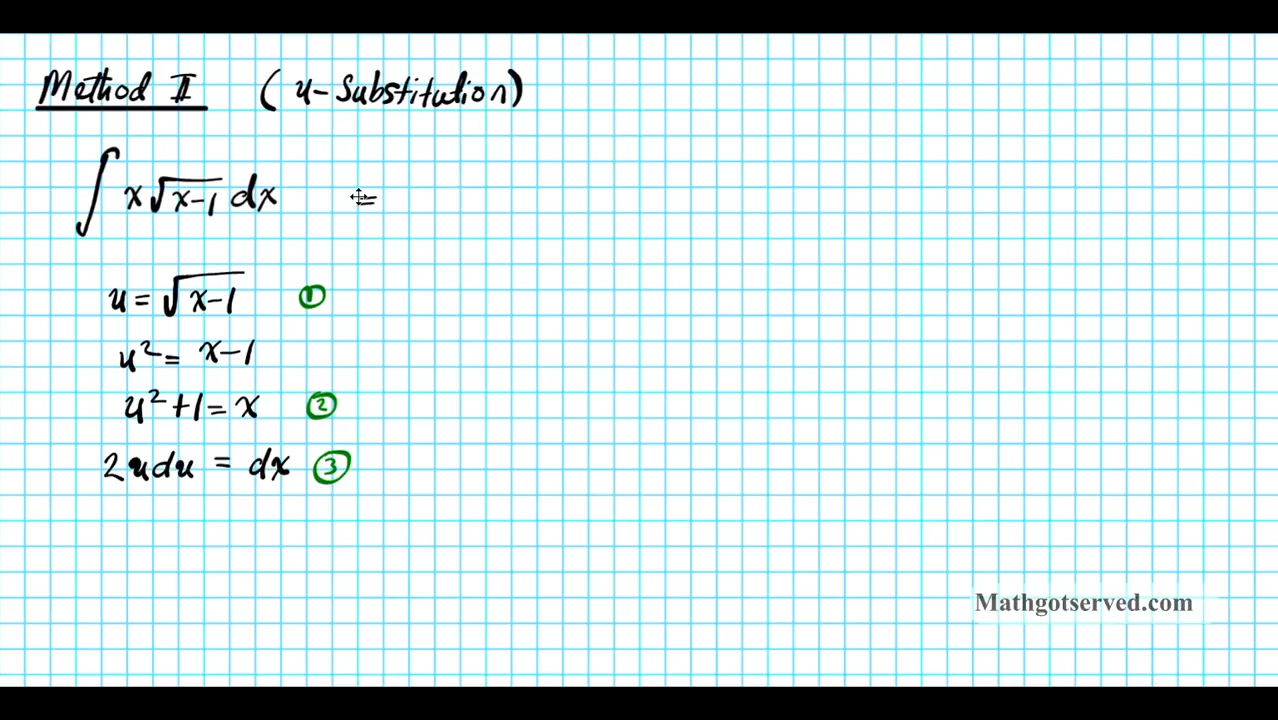 Method II (u-Substitution)
∫ x√(x-1) dx =
u = √(x-1) ①
u² = x-1
u² + 1 = x ②
2udu = dx ③
Mathgotserved.com